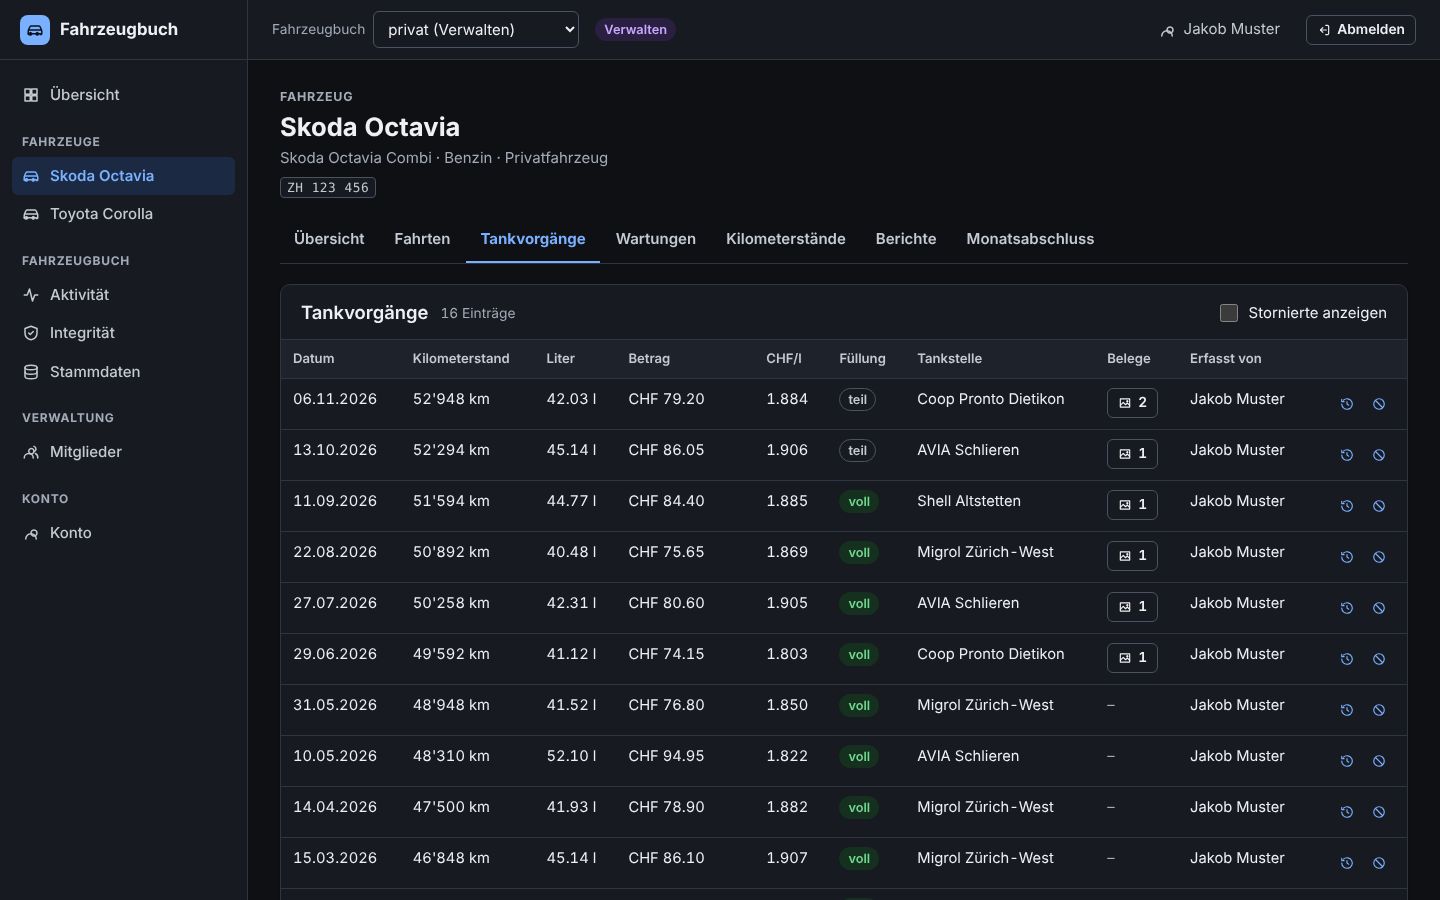 Fahrzeugbuch
Fahrzeugbuch privat (Verwalten) Verwalten Jakob Muster Abmelden
Übersicht
FAHRZEUGE
Skoda Octavia
Toyota Corolla
FAHRZEUGBUCH
Aktivität
Integrität
Stammdaten
VERWALTUNG
Mitglieder
KONTO
Konto
FAHRZEUG
Skoda Octavia
Skoda Octavia Combi · Benzin · Privatfahrzeug
ZH 123 456
Übersicht Fahrten Tankvorgänge Wartungen Kilometerstände Berichte Monatsabschluss
Tankvorgänge 16 Einträge Stornierte anzeigen
Datum Kilometerstand Liter Betrag CHF/l Füllung Tankstelle Belege Erfasst von
06.11.2026 52'948 km 42.03 l CHF 79.20 1.884 teil Coop Pronto Dietikon 2 Jakob Muster
13.10.2026 52'294 km 45.14 l CHF 86.05 1.906 teil AVIA Schlieren 1 Jakob Muster
11.09.2026 51'594 km 44.77 l CHF 84.40 1.885 voll Shell Altstetten 1 Jakob Muster
22.08.2026 50'892 km 40.48 l CHF 75.65 1.869 voll Migrol Zürich-West 1 Jakob Muster
27.07.2026 50'258 km 42.31 l CHF 80.60 1.905 voll AVIA Schlieren 1 Jakob Muster
29.06.2026 49'592 km 41.12 l CHF 74.15 1.803 voll Coop Pronto Dietikon 1 Jakob Muster
31.05.2026 48'948 km 41.52 l CHF 76.80 1.850 voll Migrol Zürich-West – Jakob Muster
10.05.2026 48'310 km 52.10 l CHF 94.95 1.822 voll AVIA Schlieren – Jakob Muster
14.04.2026 47'500 km 41.93 l CHF 78.90 1.882 voll Migrol Zürich-West – Jakob Muster
15.03.2026 46'848 km 45.14 l CHF 86.10 1.907 voll Migrol Zürich-West – Jakob Muster